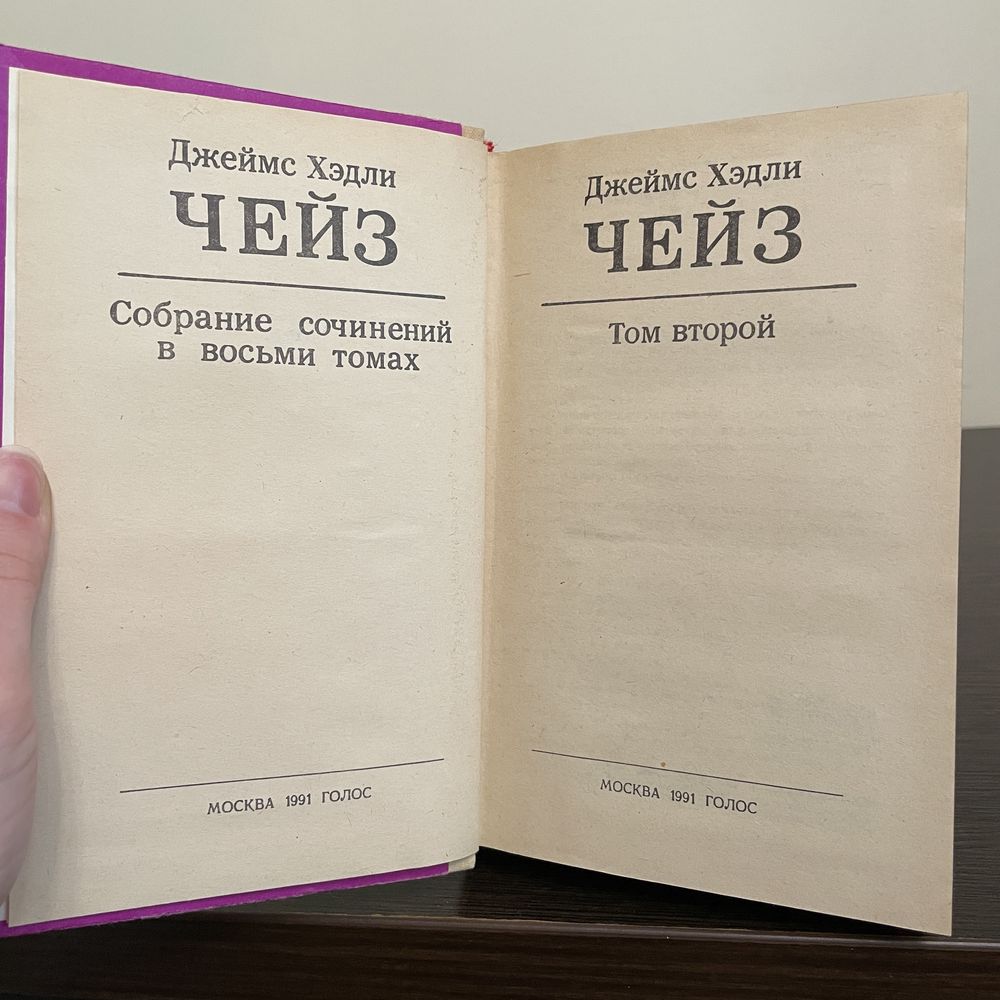 Джеймс Хэдли
ЧЕЙЗ
Собрание сочинений
в восьми томах
МОСКВА 1991 ГОЛОС
Джеймс Хэдли
ЧЕЙЗ
Том второй
МОСКВА 1991 ГОЛОС